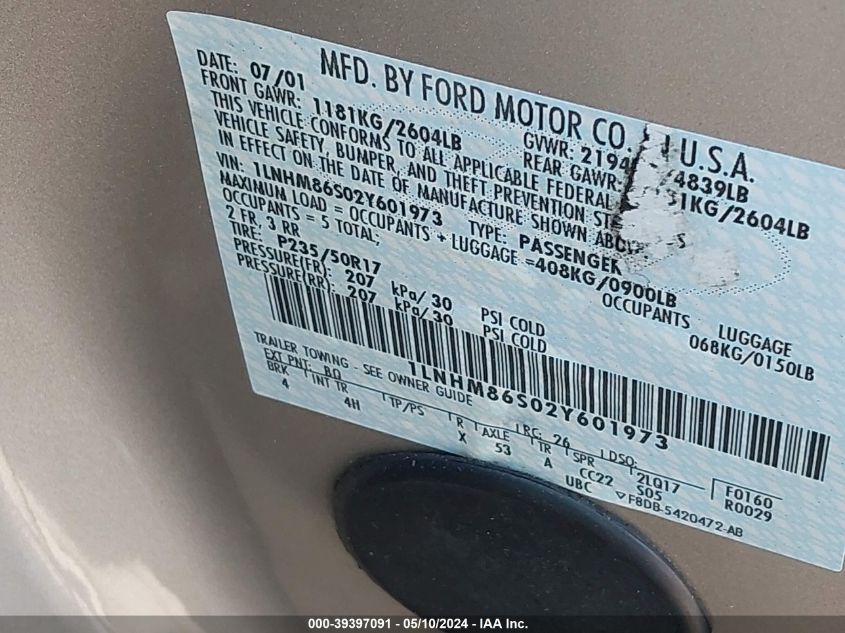 MFD. BY FORD MOTOR CO. U.S.A.
DATE: 07/01 GVWR: 4839LB
FRONT GAWR: 1181KG/2604LB REAR GAWR: 1KG/2604LB
THIS VEHICLE CONFORMS TO ALL APPLICABLE FEDERAL
VEHICLE SAFETY, BUMPER, AND THEFT PREVENTION
IN EFFECT ON THE DATE OF MANUFACTURE SHOWN
VIN: 1LNHM86S02Y601973 TYPE: PASSENGER
MAXIMUM LOAD = OCCUPANTS + LUGGAGE =408KG/0900LB
OCCUPANTS = 5 TOTAL, OCCUPANTS LUGGAGE
2 FR, 3 RR 068KG/0150LB
TIRE: P235/50R17
PRESSURE(FR): 207 kPa/30 PSI COLD
PRESSURE(RR): 207 kPa/30 PSI COLD
1LNHM86S02Y601973
TRAILER TOWING - SEE OWNER GUIDE
EXT PNT: BQ RC: 26 DSO:
BRK INT TR TP/PS R AXLE TR SPR 2LQ17 F0160
4 4H X 53 A CC22 S05 R0029
UBC ▽F8DB-5420472-AB
000-39397091 - 05/10/2024 - IAA Inc.